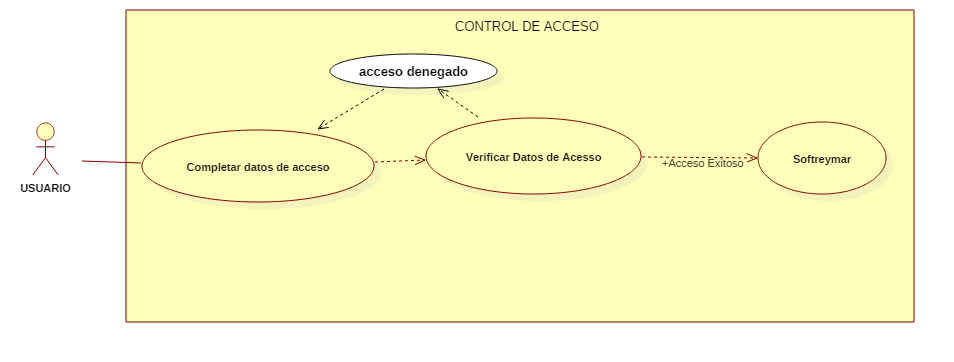 CONTROL DE ACCESO
acceso denegado
Completar datos de acceso
Verificar Datos de Acesso
+Acceso Exitoso
Softreymar
USUARIO